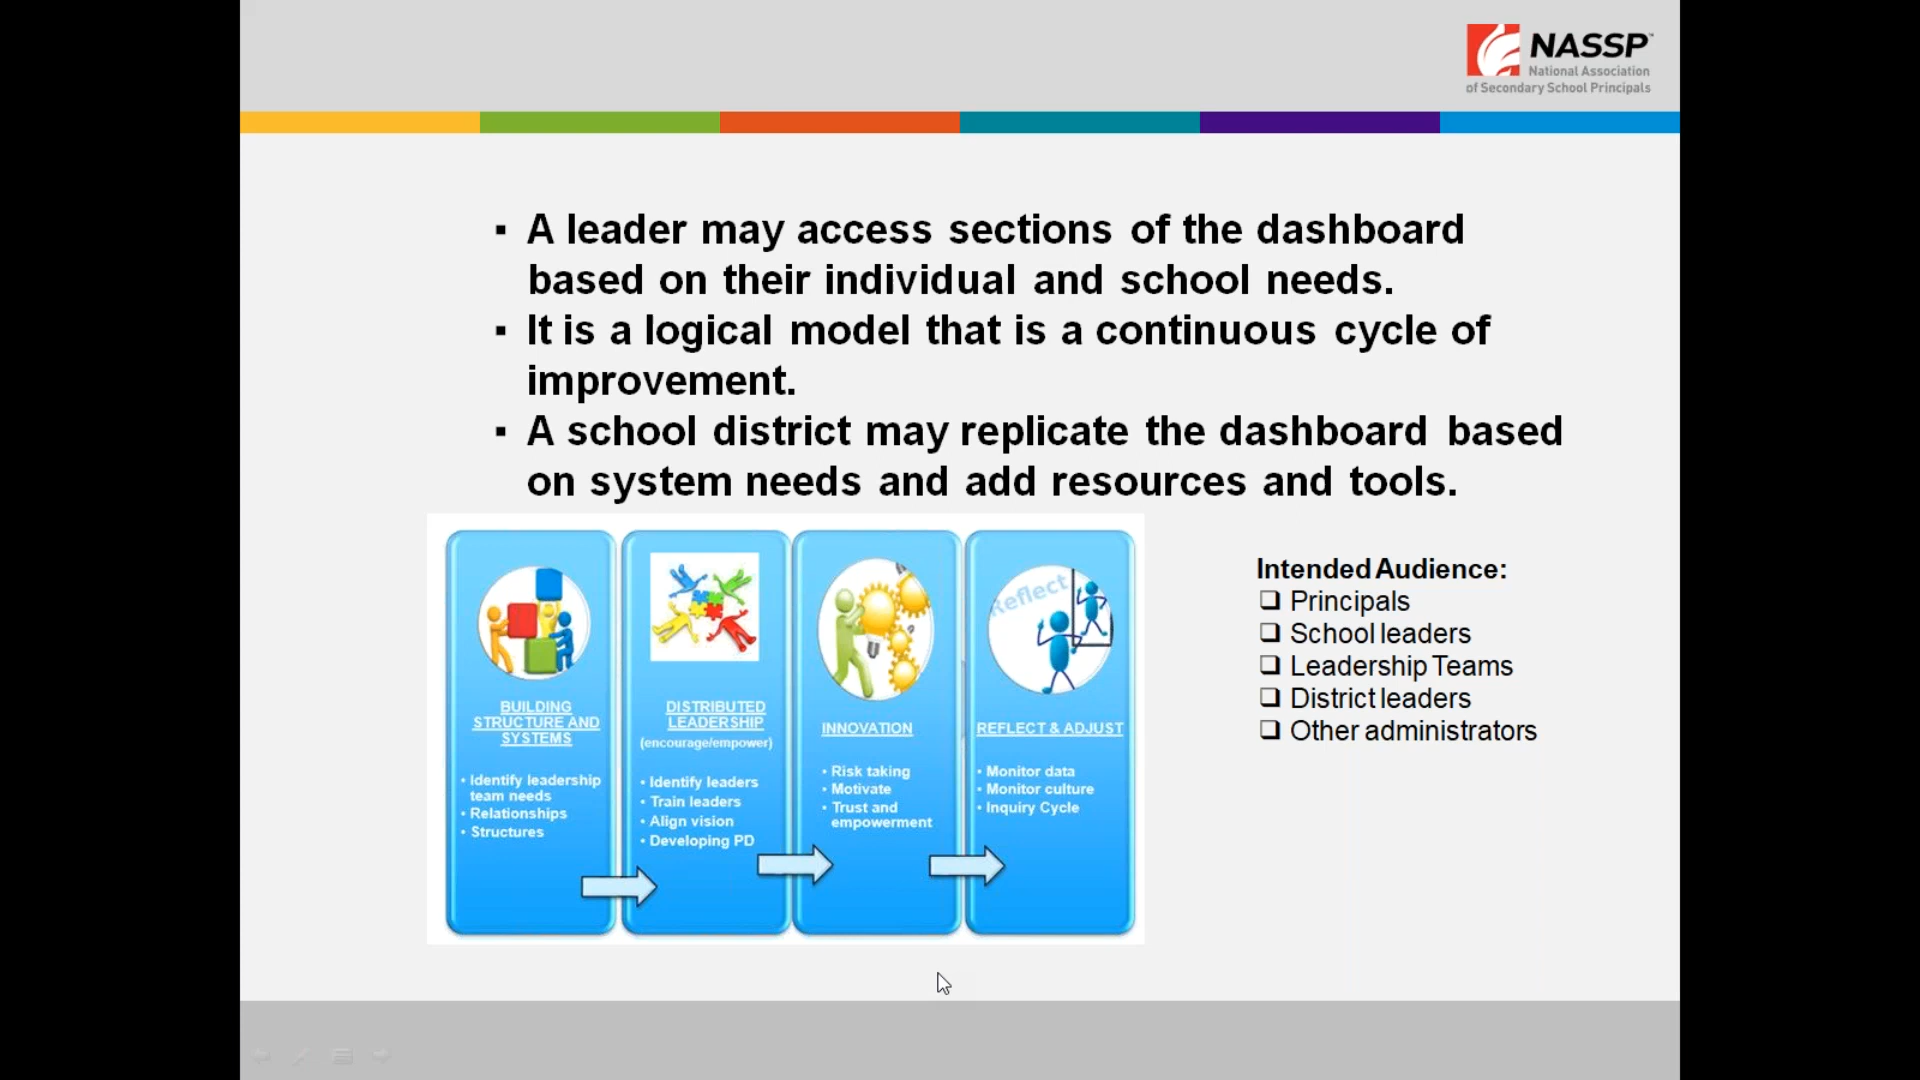 NASSP
National Association
of Secondary School Principals
▪ A leader may access sections of the dashboard
based on their individual and school needs.
▪ It is a logical model that is a continuous cycle of
improvement.
▪ A school district may replicate the dashboard based
on system needs and add resources and tools.
BUILDING
STRUCTURE AND
SYSTEMS
• Identify leadership
team needs
• Relationships
• Structures
DISTRIBUTED
LEADERSHIP
(encourage/empower)
• Identify leaders
• Train leaders
• Align vision
• Developing PD
INNOVATION
• Risk taking
• Motivate
• Trust and
empowerment
Reflect
REFLECT & ADJUST
• Monitor data
• Monitor culture
• Inquiry Cycle
Intended Audience:
❑ Principals
❑ School leaders
❑ Leadership Teams
❑ District leaders
❑ Other administrators